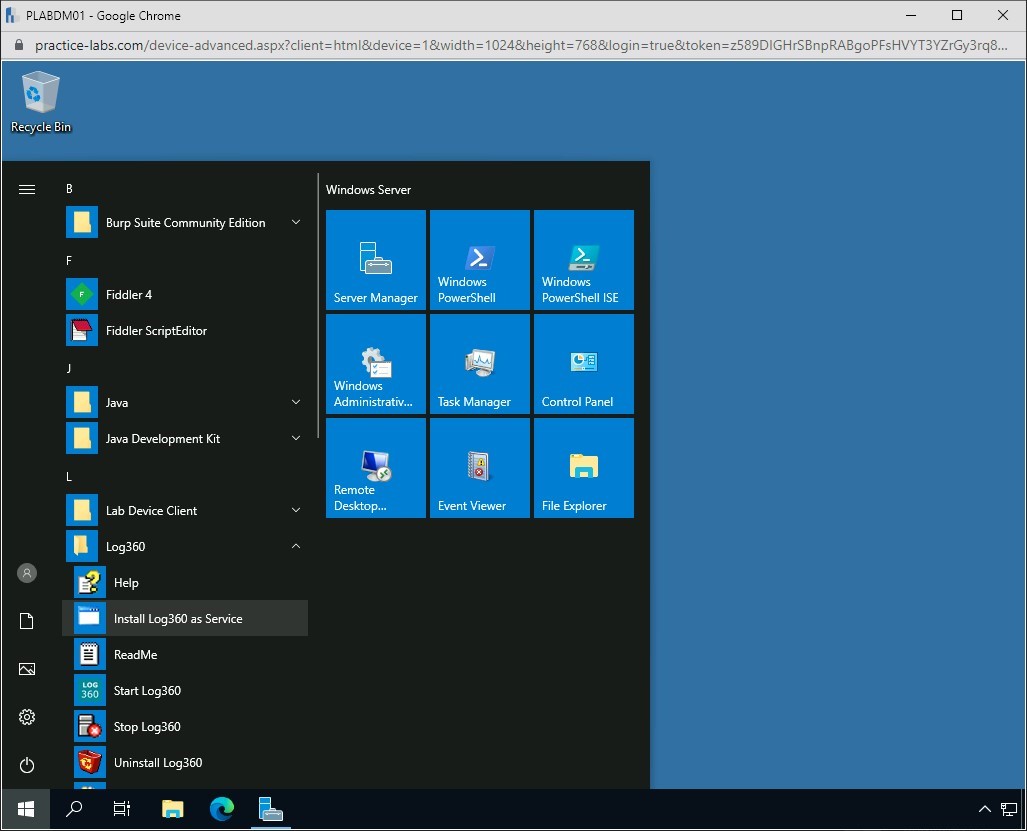 PLABDM01 - Google Chrome
practice-labs.com/device-advanced.aspx?client=html&device=1&width=1024&height=768&login=true&token=z589DIGHrSBnpRABgoPFsHVYT3YZrGy3rq8...
Recycle Bin
B
Burp Suite Community Edition
F
Fiddler 4
Fiddler ScriptEditor
J
Java
Java Development Kit
L
Lab Device Client
Log360
Help
Install Log360 as Service
ReadMe
LOG
360
Start Log360
Stop Log360
Uninstall Log360
Windows Server
Server Manager
Windows
PowerShell
Windows
PowerShell ISE
Windows
Administrativ...
Task Manager
Control Panel
Remote
Desktop...
Event Viewer
File Explorer